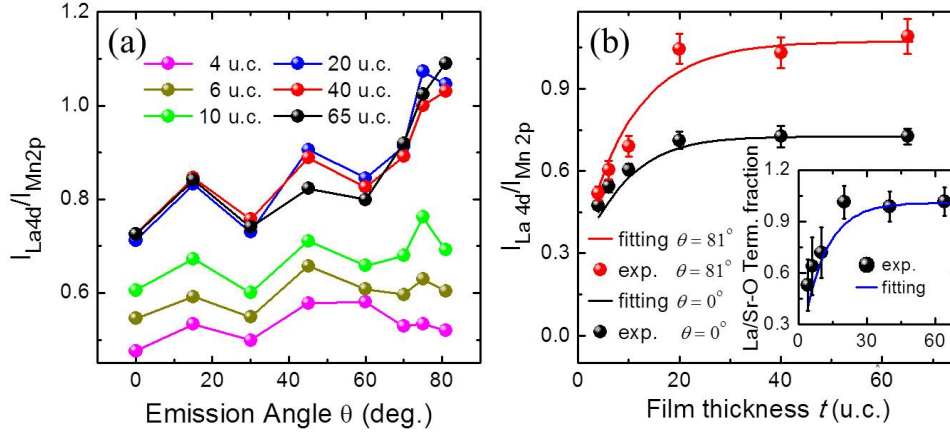 (a)
4 u.c. 20 u.c.
6 u.c. 40 u.c.
10 u.c. 65 u.c.
I_La4d/I_Mn2p
1.2
1.0
0.8
0.6
0 20 40 60 80
Emission Angle θ (deg.)
(b)
I_La 4d/I_Mn 2p
0.9
0.6
0.3
0.0
fitting θ = 81°
exp. θ = 81°
fitting θ = 0°
exp. θ = 0°
0 20 40 60
Film thickness t (u.c.)
La/Sr-O Term. fraction
1.2
0.9
0.6
0.3
exp.
fitting
0 20 40 60